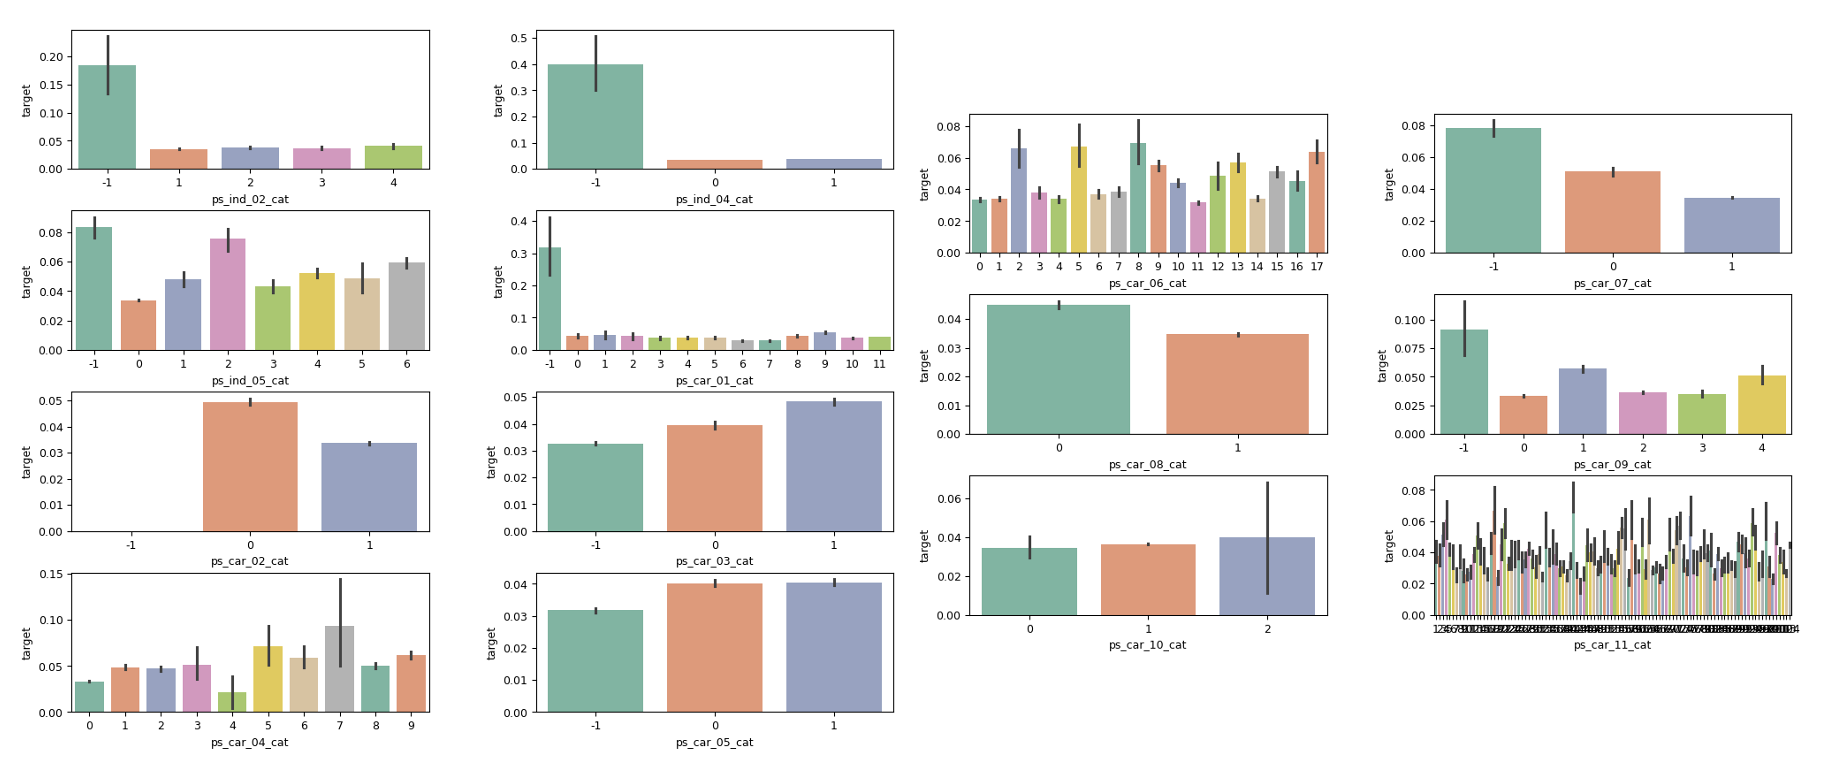 0.20
0.15
0.10
0.05
0.00
target
-1 1 2 3 4
ps_ind_02_cat
0.5
0.4
0.3
0.2
0.1
0.0
target
-1 0 1
ps_ind_04_cat
0.08
0.06
0.04
0.02
0.00
target
0 1 2 3 4 5 6 7 8 9 10 11 12 13 14 15 16 17
ps_car_06_cat
0.08
0.06
0.04
0.02
0.00
target
-1 0 1
ps_car_07_cat
0.08
0.06
0.04
0.02
0.00
target
-1 0 1 2 3 4 5 6
ps_ind_05_cat
0.4
0.3
0.2
0.1
0.0
target
-1 0 1 2 3 4 5 6 7 8 9 10 11
ps_car_01_cat
0.04
0.03
0.02
0.01
0.00
target
0 1
ps_car_08_cat
0.100
0.075
0.050
0.025
0.000
target
-1 0 1 2 3 4
ps_car_09_cat
0.05
0.04
0.03
0.02
0.01
0.00
target
-1 0 1
ps_car_02_cat
0.05
0.04
0.03
0.02
0.01
0.00
target
-1 0 1
ps_car_03_cat
0.06
0.04
0.02
0.00
target
0 1 2
ps_car_10_cat
0.08
0.06
0.04
0.02
0.00
target
ps_car_11_cat
0.15
0.10
0.05
0.00
target
0 1 2 3 4 5 6 7 8 9
ps_car_04_cat
0.04
0.03
0.02
0.01
0.00
target
-1 0 1
ps_car_05_cat